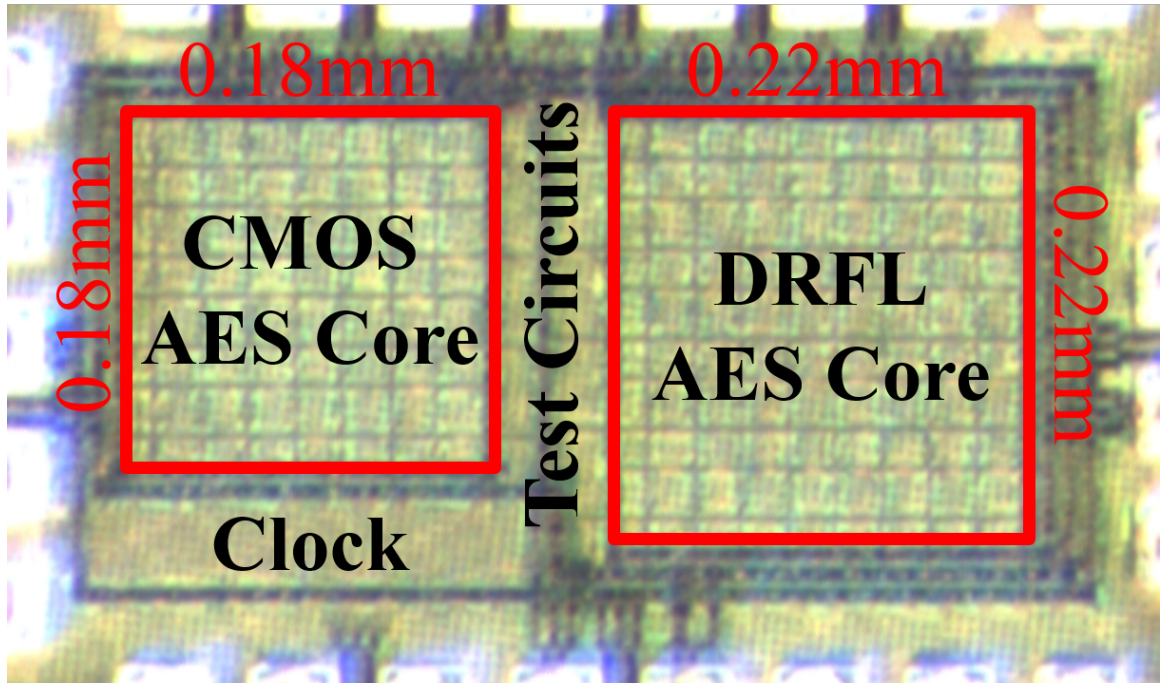 0.18mm
0.22mm
0.18mm
CMOS
AES Core
Test Circuits
DRFL
AES Core
0.22mm
Clock